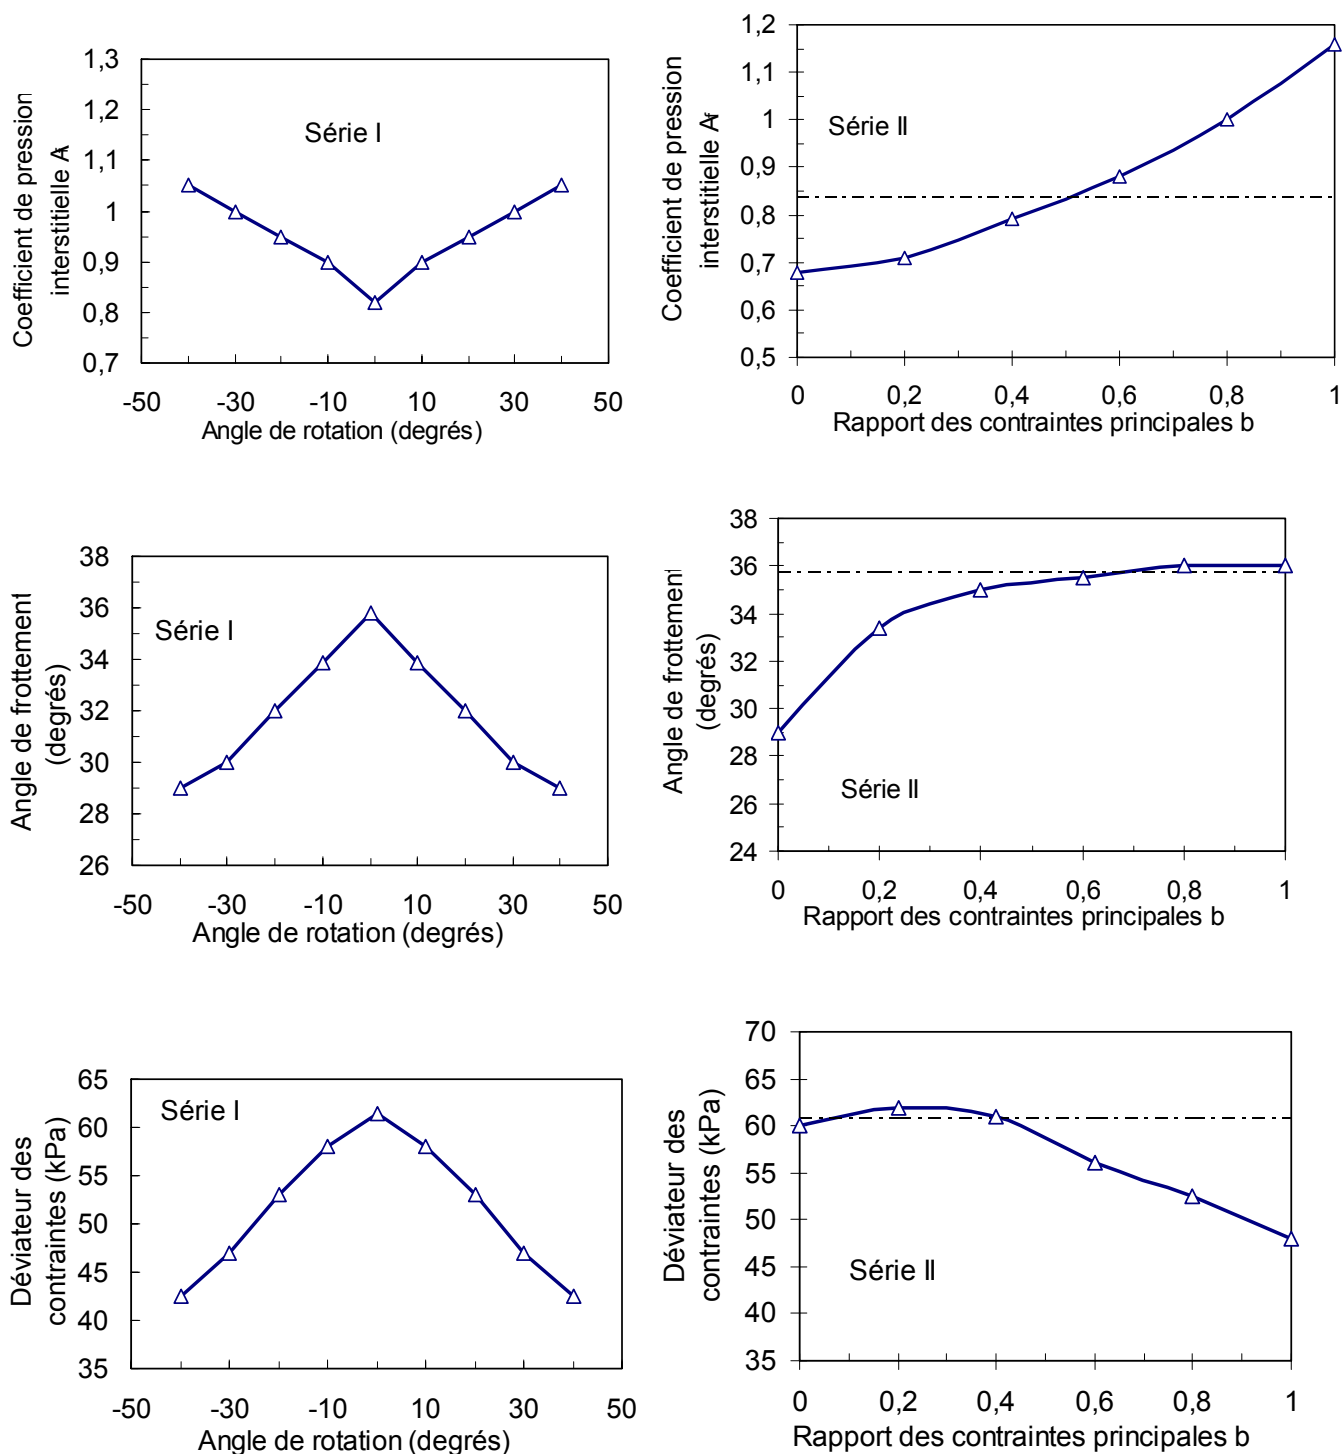 1,3
1,2
1,1
1
0,9
0,8
0,7
Coefficient de pression
interstitielle A
Série I
-50 -30 -10 10 30 50
Angle de rotation (degrés)
1,2
1,1
1
0,9
0,8
0,7
0,6
0,5
Coefficient de pression
interstitielle Af
Série II
0 0,2 0,4 0,6 0,8 1
Rapport des contraintes principales b
38
36
34
32
30
28
26
Angle de frottement
(degrés)
Série I
-50 -30 -10 10 30 50
Angle de rotation (degrés)
38
36
34
32
30
28
26
24
Angle de frottement
(degrés)
Série II
0 0,2 0,4 0,6 0,8 1
Rapport des contraintes principales b
65
60
55
50
45
40
35
Déviateur des
contraintes (kPa)
Série I
-50 -30 -10 10 30 50
Angle de rotation (degrés)
70
65
60
55
50
45
40
35
Déviateur des
contraintes (kPa)
Série II
0 0,2 0,4 0,6 0,8 1
Rapport des contraintes principales b